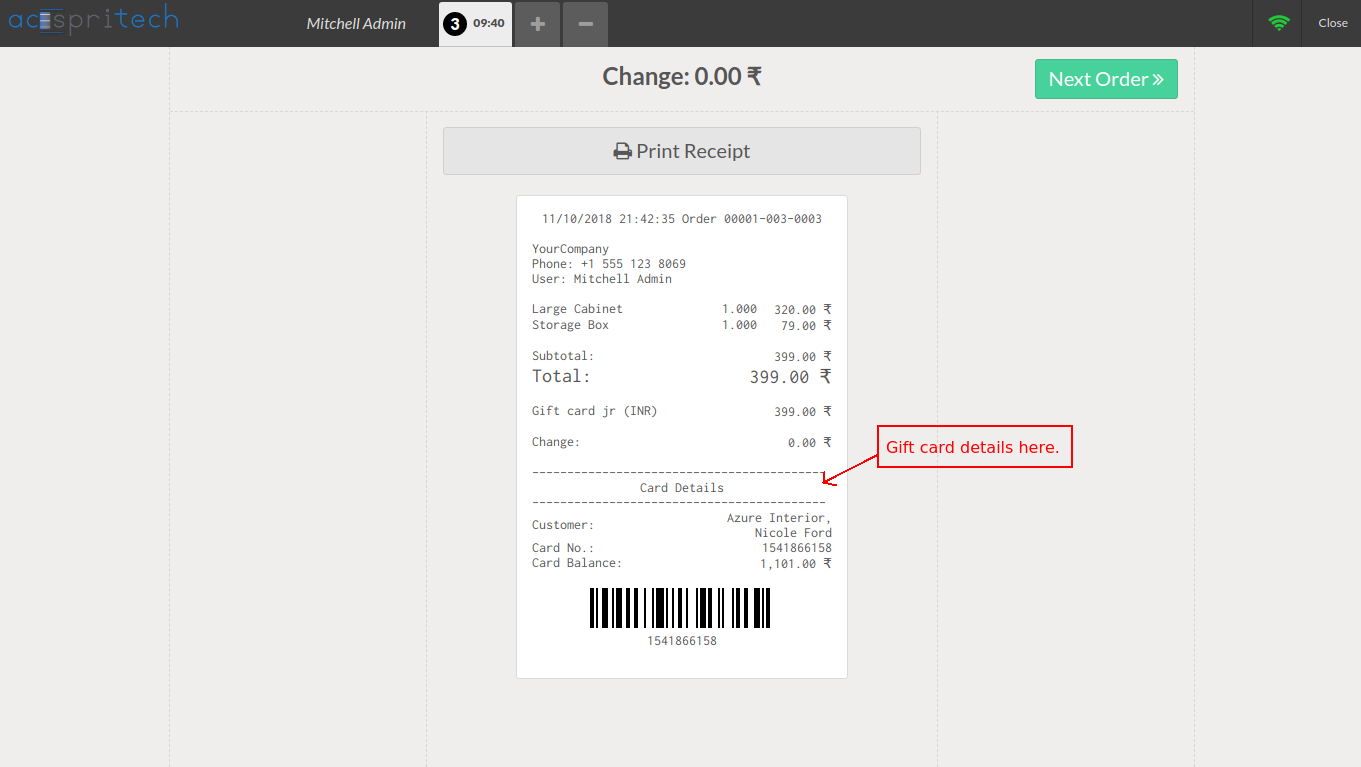 acespritech Mitchell Admin 3 09:40 + − Close
Change: 0.00 ₹
Next Order »
Print Receipt
11/10/2018 21:42:35 Order 00001-003-0003
YourCompany
Phone: +1 555 123 8069
User: Mitchell Admin
Large Cabinet 1.000 320.00 ₹
Storage Box 1.000 79.00 ₹
Subtotal: 399.00 ₹
Total: 399.00 ₹
Gift card jr (INR) 399.00 ₹
Change: 0.00 ₹
Gift card details here.
------------------------------------------
Card Details
------------------------------------------
Customer: Azure Interior,
Nicole Ford
Card No.: 1541866158
Card Balance: 1,101.00 ₹
1541866158